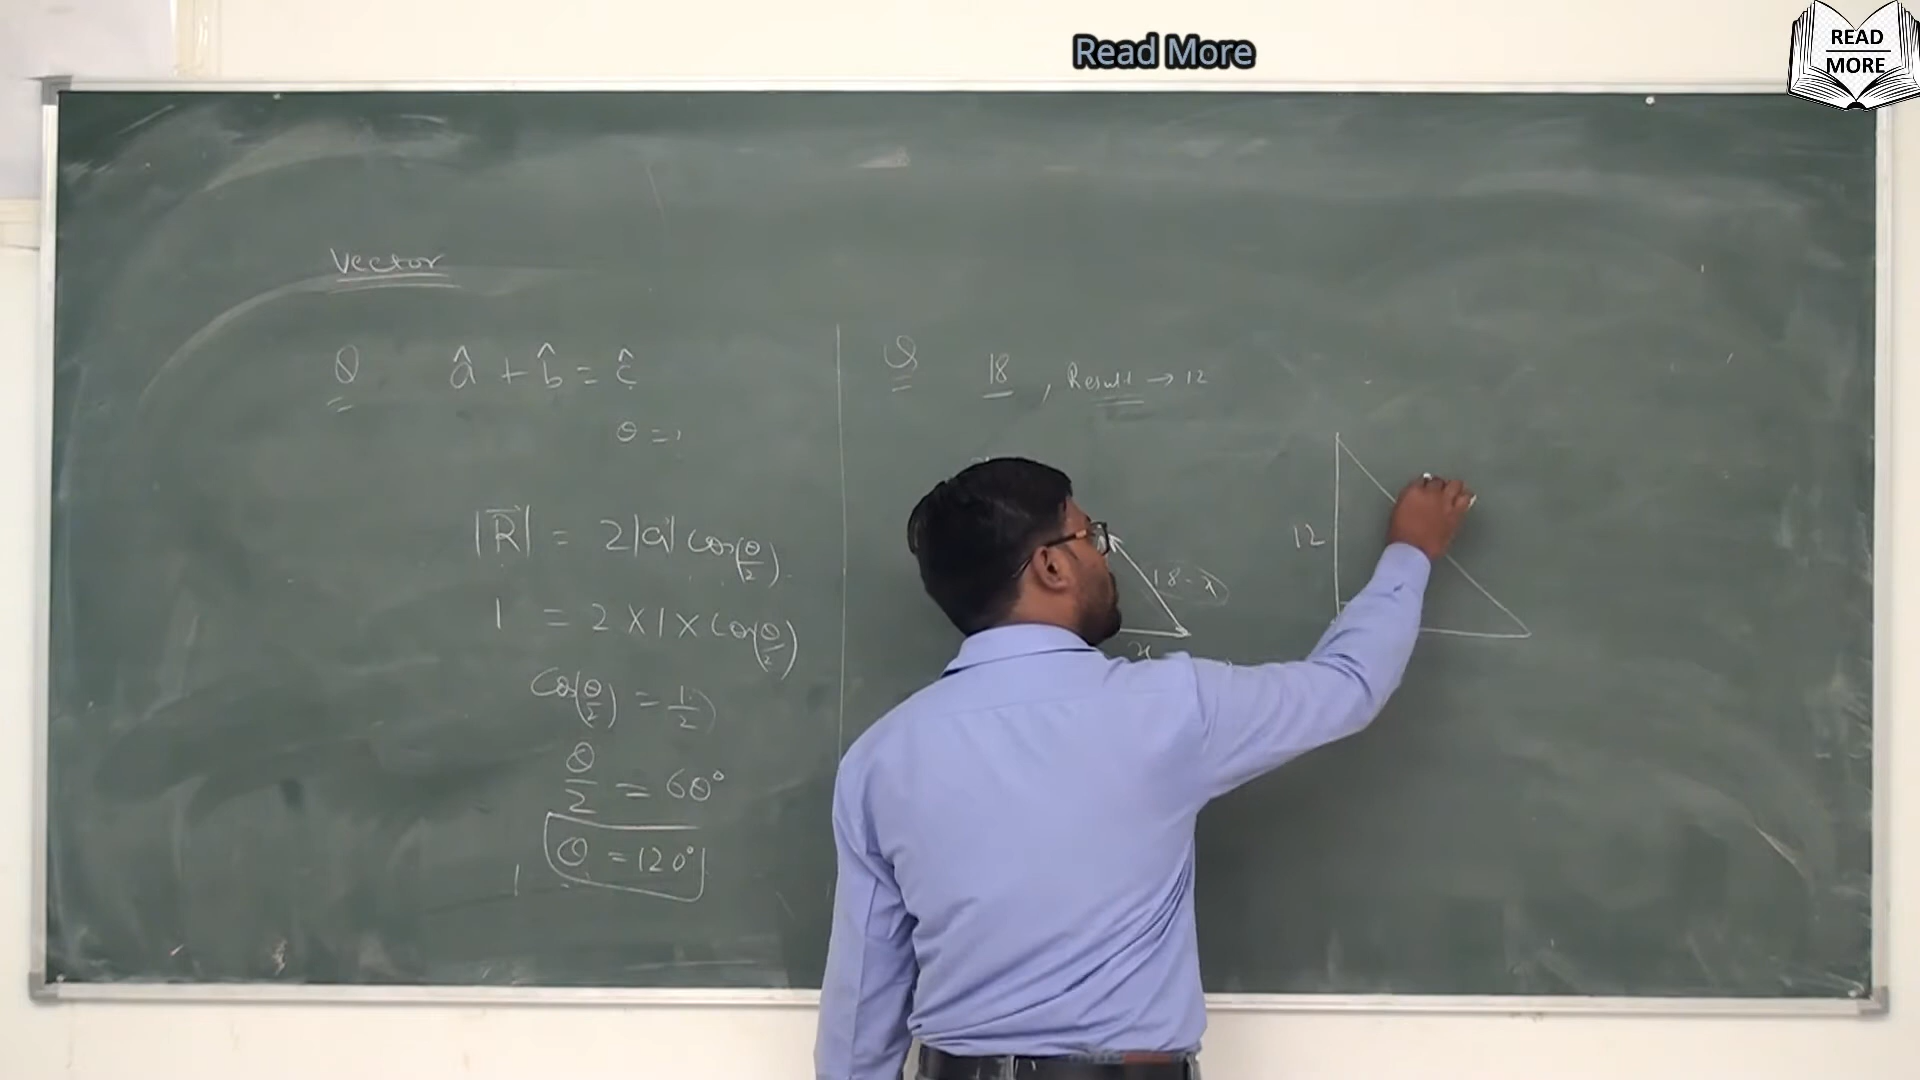 Read More
READ
MORE
Vector
Q â + b̂ = ĉ
θ = ?
|R⃗| = 2|a| cos(θ/2)
1 = 2 × 1 × cos(θ/2)
cos(θ/2) = 1/2
θ/2 = 60°
θ = 120°
Q 18, Result → 12
18 - x
x
12